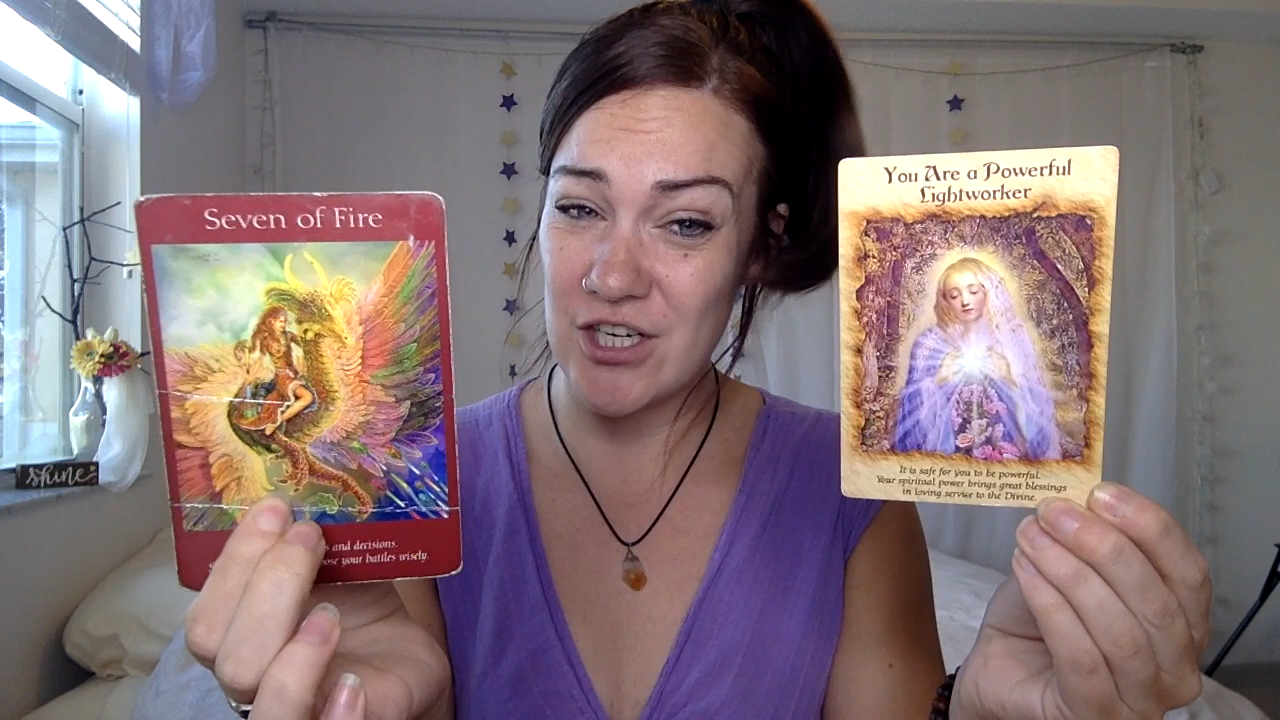 Seven of Fire
s and decisions.
ose your battles wisely.
You Are a Powerful
Lightworker
It is safe for you to be powerful.
Your spiritual power brings great blessings
in loving service to the Divine.
shine